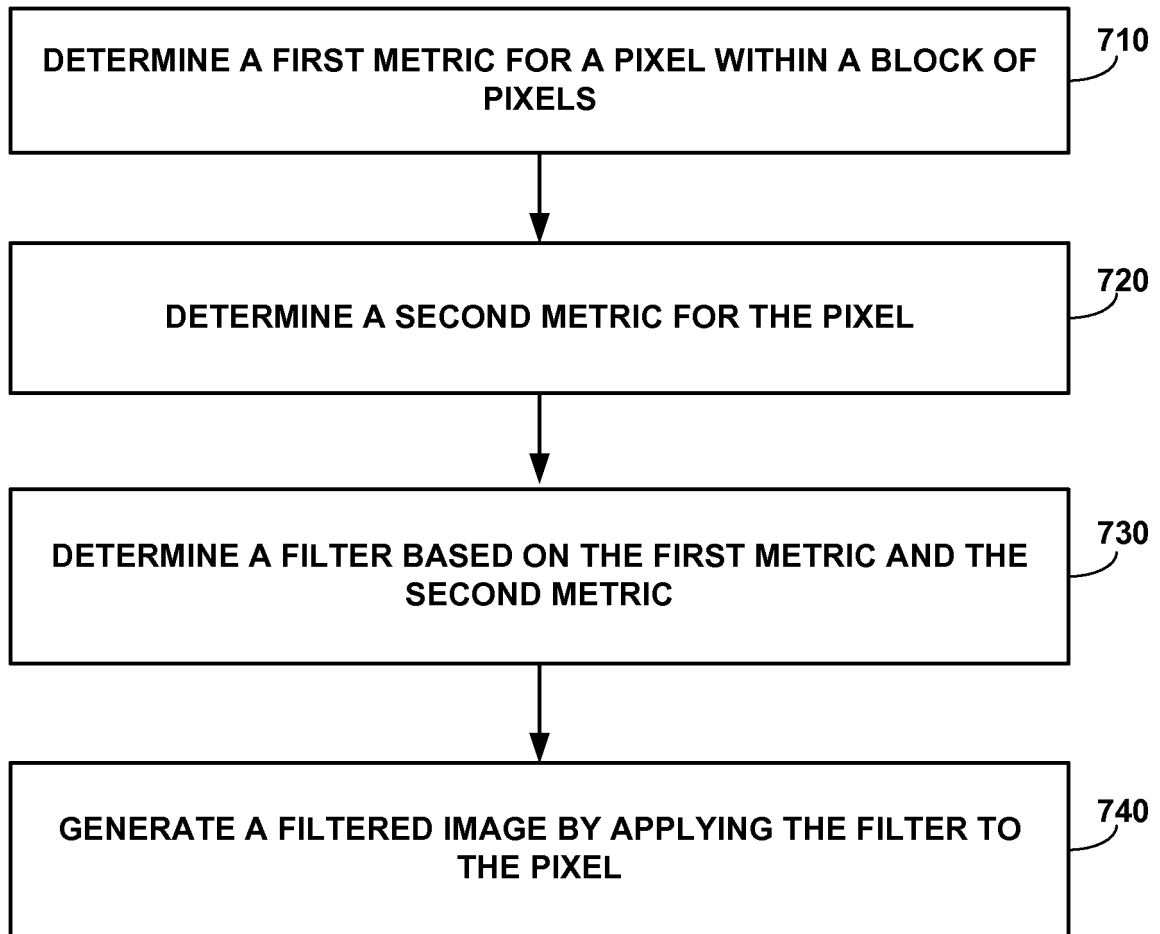 710
DETERMINE A FIRST METRIC FOR A PIXEL WITHIN A BLOCK OF
PIXELS
720
DETERMINE A SECOND METRIC FOR THE PIXEL
730
DETERMINE A FILTER BASED ON THE FIRST METRIC AND THE
SECOND METRIC
740
GENERATE A FILTERED IMAGE BY APPLYING THE FILTER TO
THE PIXEL